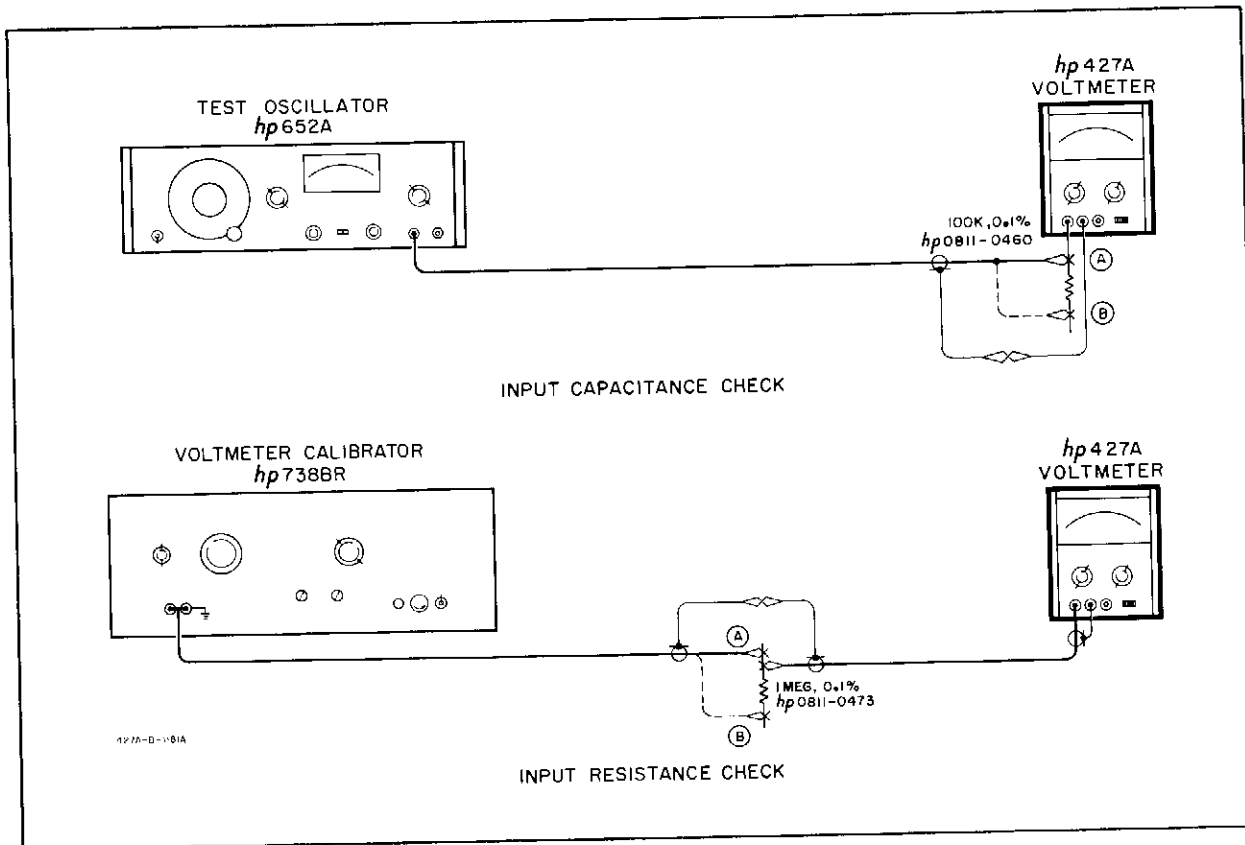 TEST OSCILLATOR
hp 652A
hp 427A
VOLTMETER
100K, 0.1%
hp 0811-0460
A
B
INPUT CAPACITANCE CHECK
VOLTMETER CALIBRATOR
hp 738BR
hp 427A
VOLTMETER
A
1 MEG, 0.1%
hp 0811-0473
B
INPUT RESISTANCE CHECK